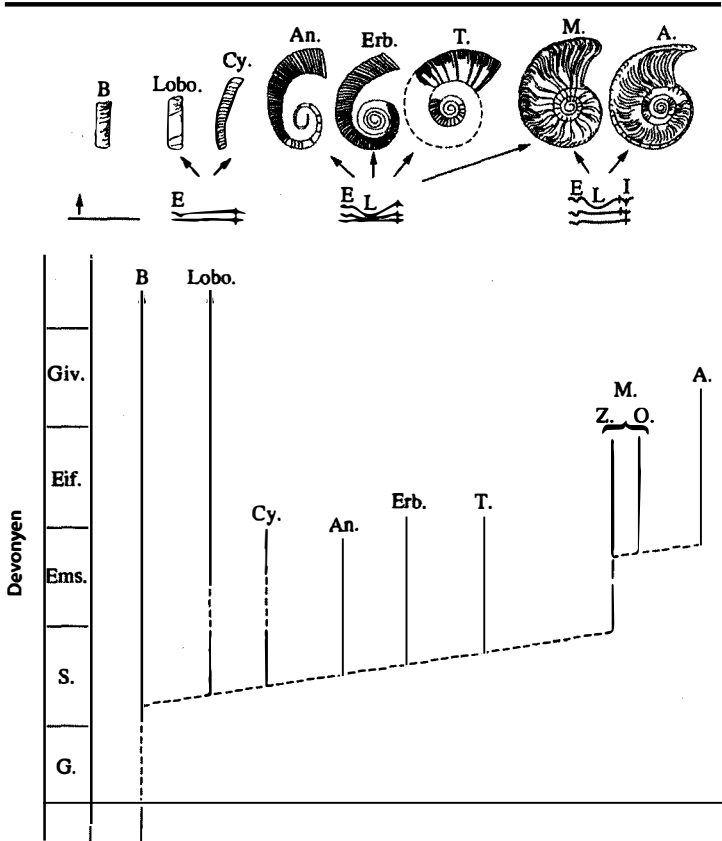 An. Erb. T. M. A.
B Lobo. Cy.
E E L E L I
B Lobo.
Giv. A.
M.
Z. O.
Eif.
Cy. An. Erb. T.
Ems.
S.
G.
Devonyen